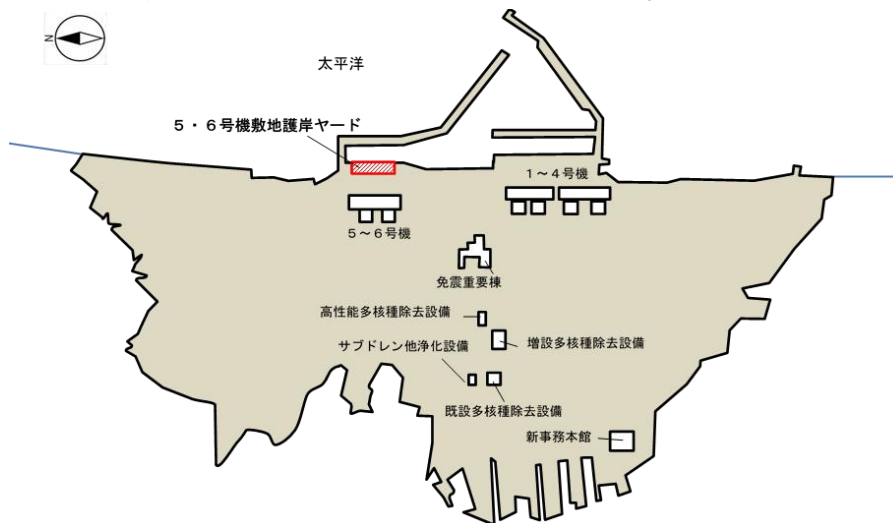 N
太平洋
５・６号機敷地護岸ヤード
１～４号機
５～６号機
免震重要棟
高性能多核種除去設備
増設多核種除去設備
サブドレン他浄化設備
既設多核種除去設備
新事務本館